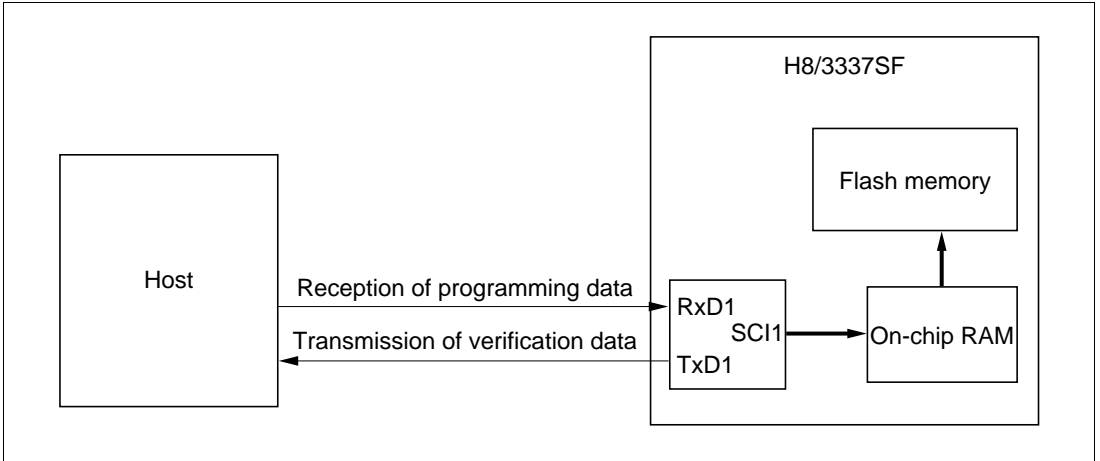 H8/3337SF
Flash memory
Host
Reception of programming data
RxD1
SCI1
On-chip RAM
Transmission of verification data
TxD1